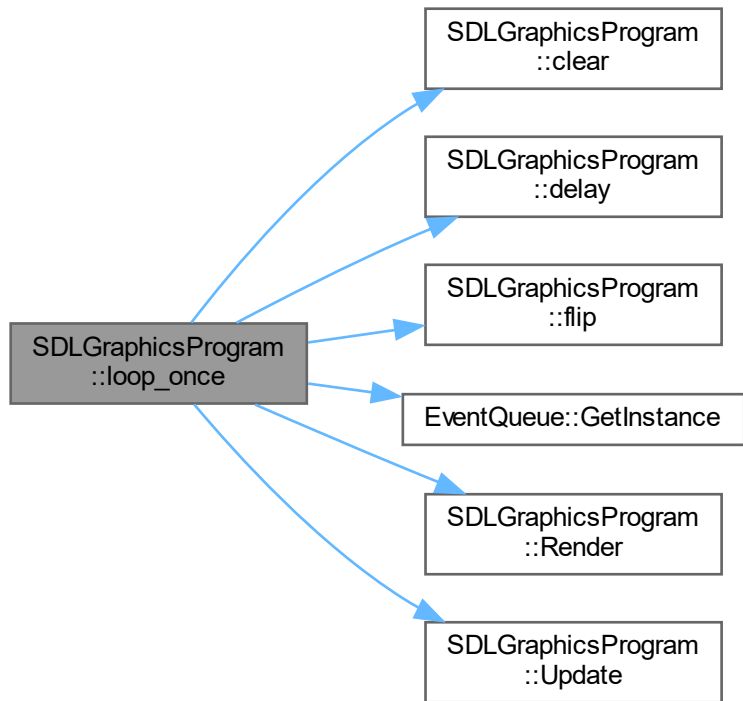 SDLGraphicsProgram
::clear
SDLGraphicsProgram
::delay
SDLGraphicsProgram
::flip
SDLGraphicsProgram
::loop_once
EventQueue::GetInstance
SDLGraphicsProgram
::Render
SDLGraphicsProgram
::Update